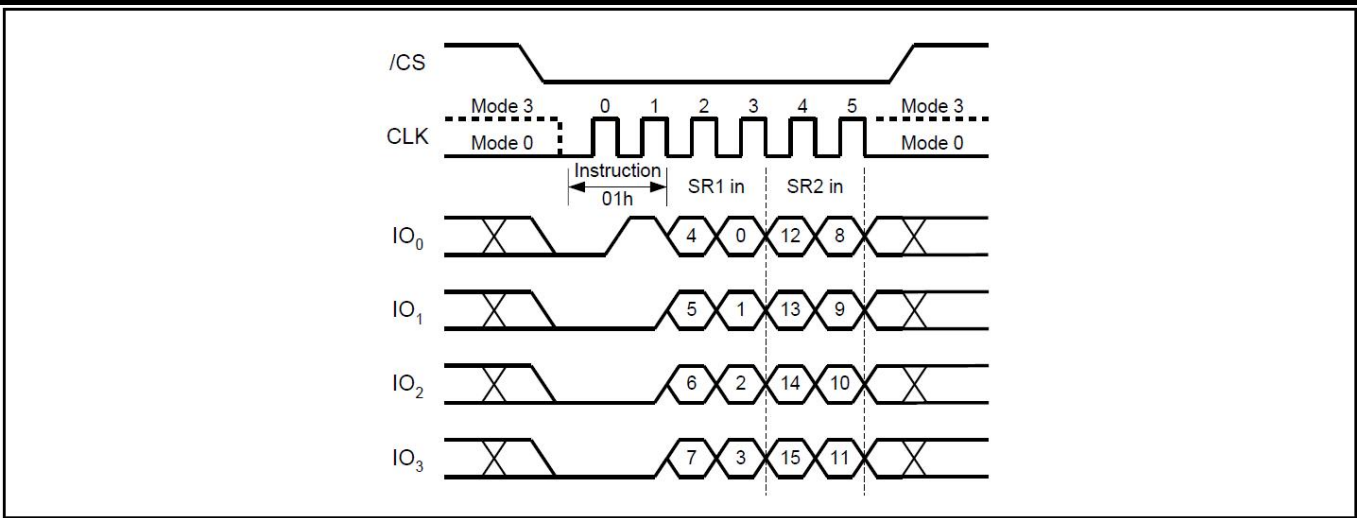 /CS
Mode 3 0 1 2 3 4 5 Mode 3
CLK
Mode 0 Mode 0
Instruction
01h
SR1 in SR2 in
IO0 4 0 12 8
IO1 5 1 13 9
IO2 6 2 14 10
IO3 7 3 15 11